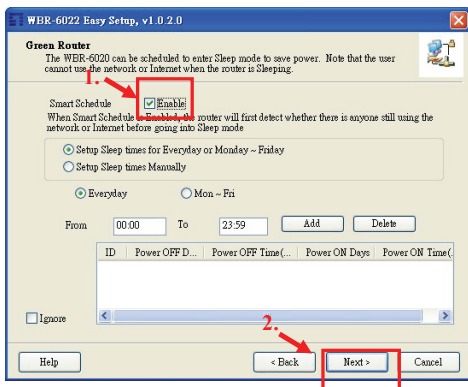 WBR-6022 Easy Setup, v1.0.2.0
Green Router
The WBR-6020 can be scheduled to enter Sleep mode to save power. Note that the user
cannot use the network or Internet when the router is Sleeping.
1.
Smart Schedule Enable
When Smart Schedule is Enabled, the router will first detect whether there is anyone still using the
network or Internet before going into Sleep mode
Setup Sleep times for Everyday or Monday ~ Friday
Setup Sleep times Manually
Everyday Mon ~ Fri
From 00:00 To 23:59 Add Delete
ID Power OFF D... Power OFF Time(... Power ON Days Power ON Time(.
Ignore
2.
Help < Back Next > Cancel